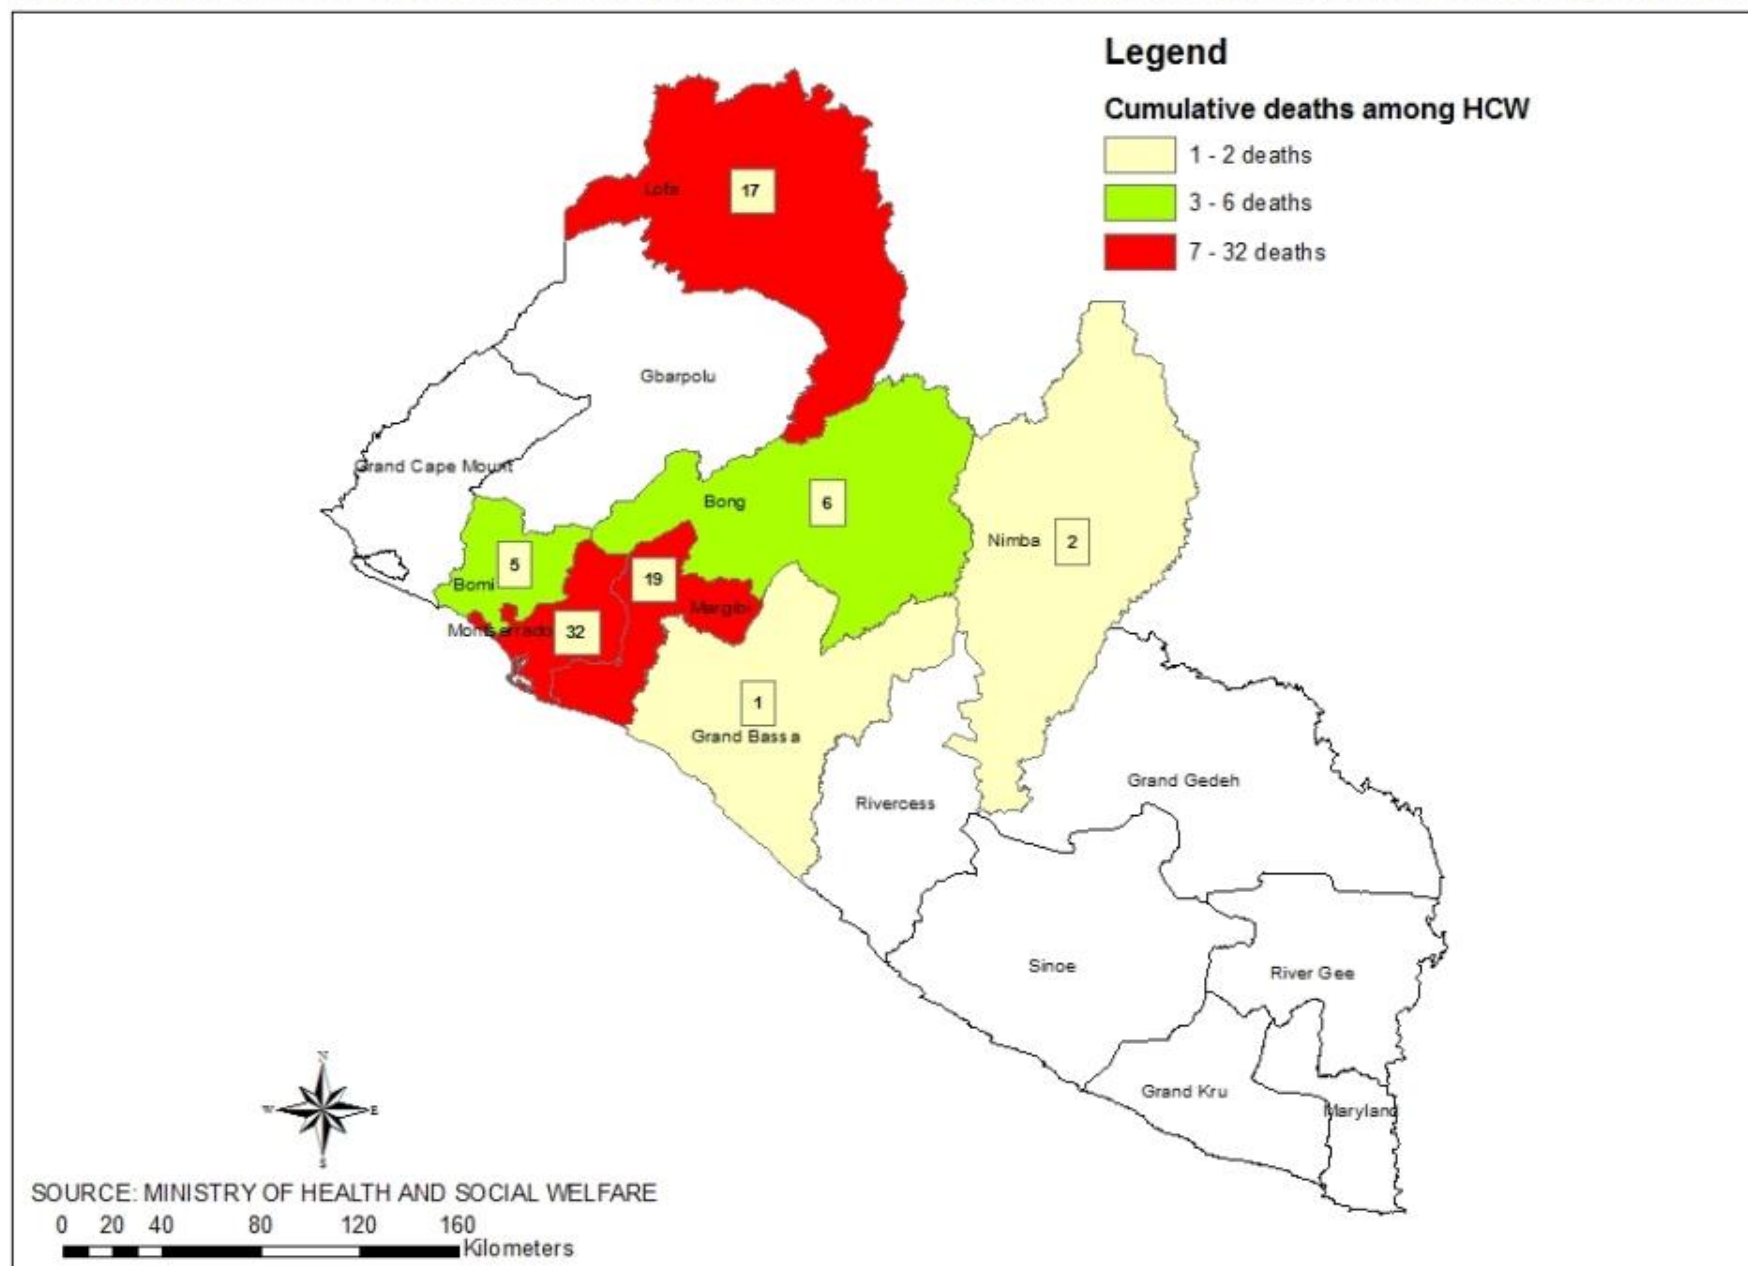 Legend
Cumulative deaths among HCW
1 - 2 deaths
3 - 6 deaths
7 - 32 deaths
Lofa
17
Gbarpolu
Grand Cape Mount
Bong
6
Nimba
2
Bomi
5
19
Margibi
Montserrado
32
1
Grand Bassa
Rivercess
Grand Gedeh
Sinoe
River Gee
Grand Kru
Maryland
N
W
E
S
SOURCE: MINISTRY OF HEALTH AND SOCIAL WELFARE
0 20 40 80 120 160
Kilometers